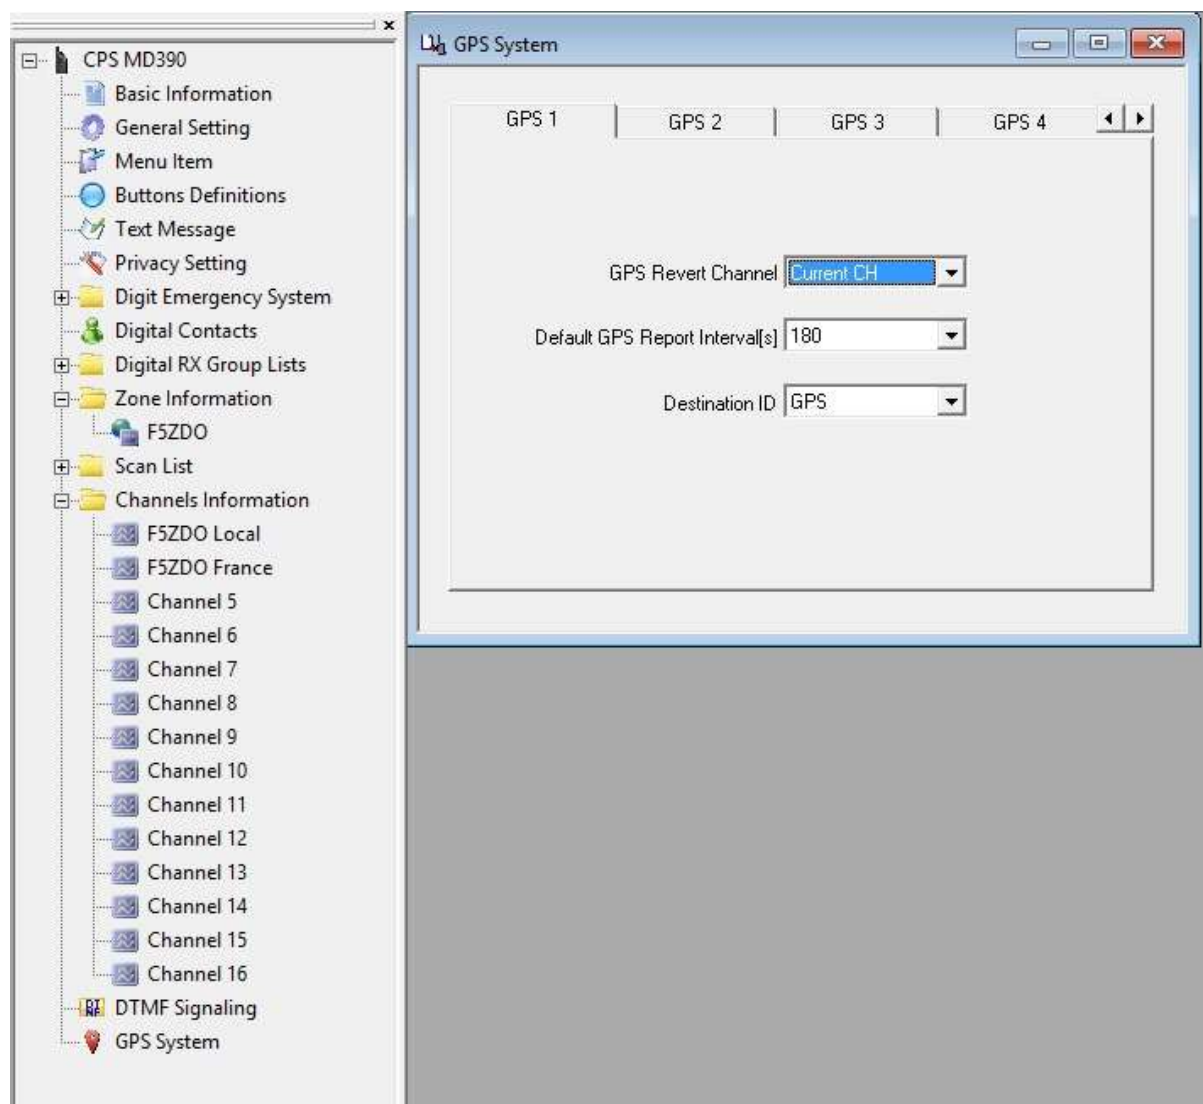 CPS MD390
Basic Information
General Setting
Menu Item
Buttons Definitions
Text Message
Privacy Setting
Digit Emergency System
Digital Contacts
Digital RX Group Lists
Zone Information
F5ZDO
Scan List
Channels Information
F5ZDO Local
F5ZDO France
Channel 5
Channel 6
Channel 7
Channel 8
Channel 9
Channel 10
Channel 11
Channel 12
Channel 13
Channel 14
Channel 15
Channel 16
DTMF Signaling
GPS System
GPS System
GPS 1 GPS 2 GPS 3 GPS 4
GPS Revert Channel Current CH
Default GPS Report Interval[s] 180
Destination ID GPS